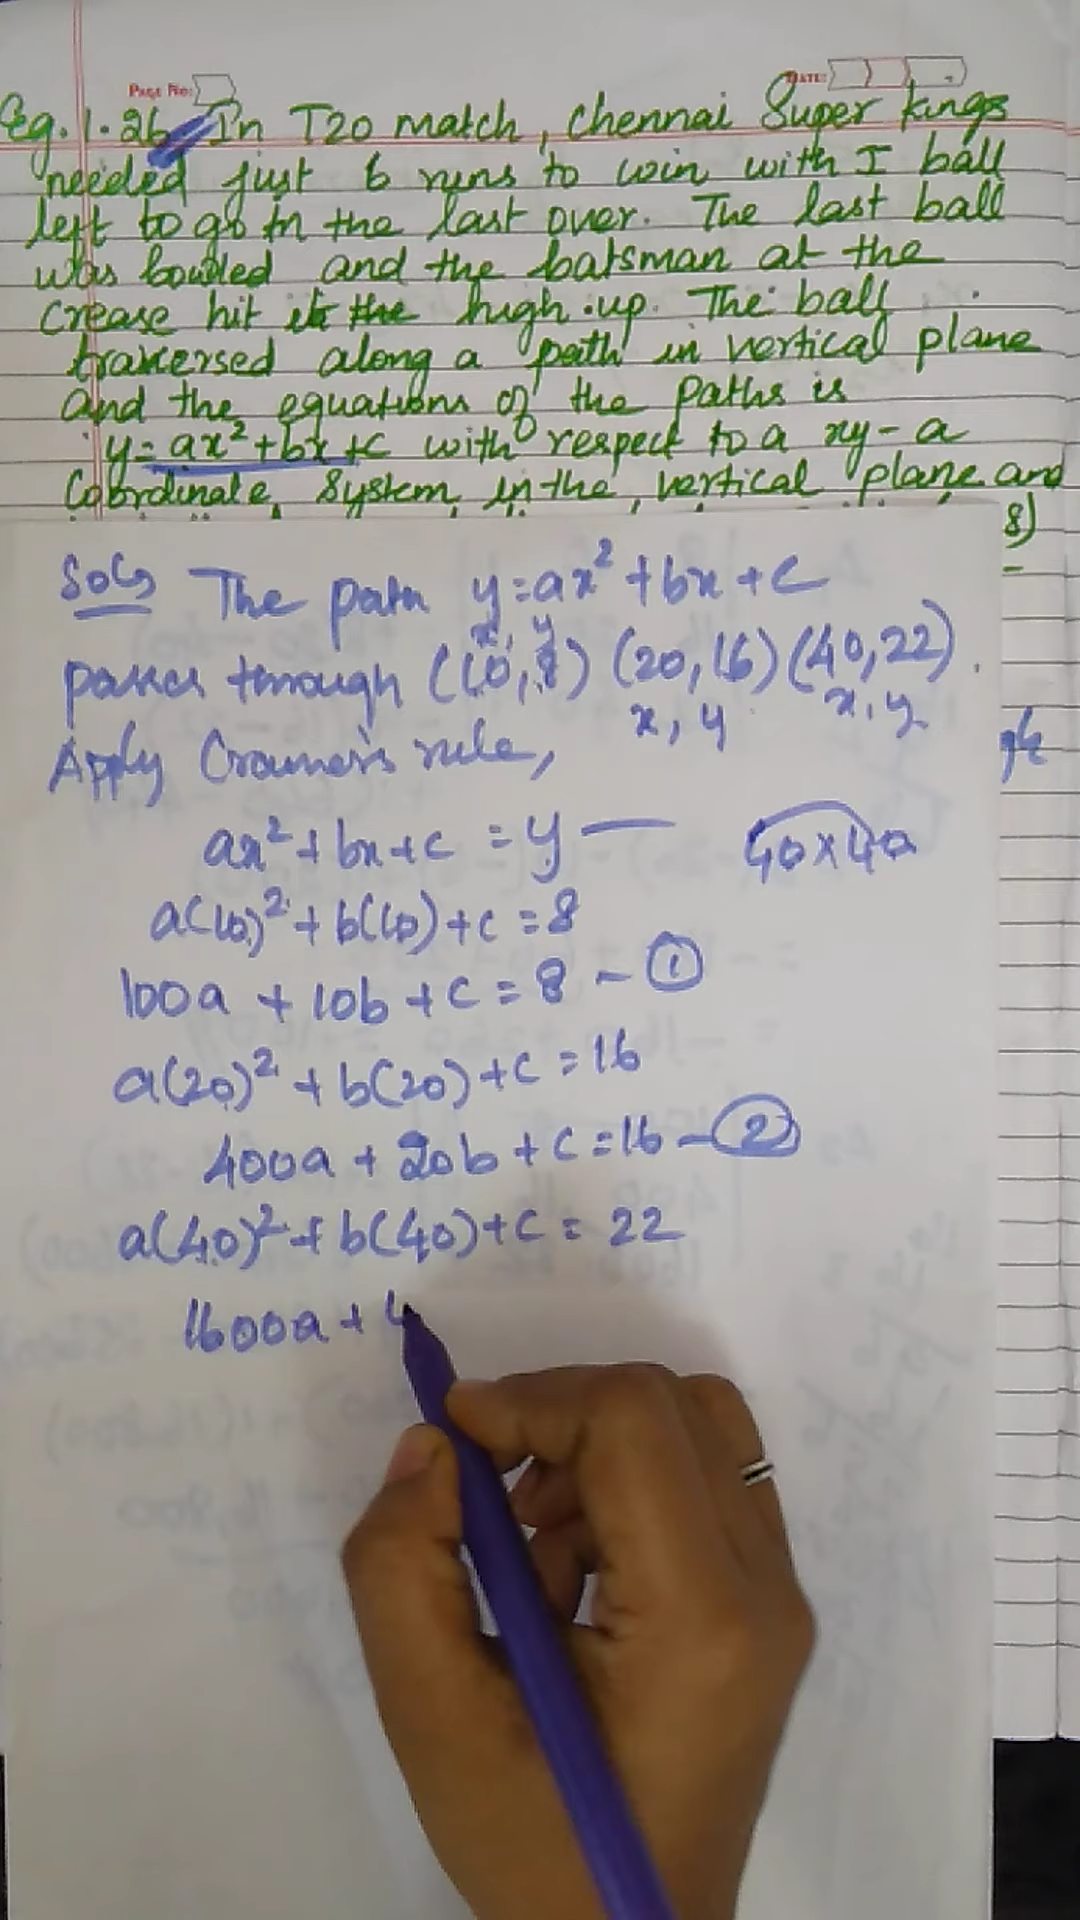 PAGE NO:
DATE:
Eg. 1.26 In T20 match, Chennai Super kings
needed just 6 runs to win with 1 ball
left to go in the last over. The last ball
was bowled and the batsman at the
crease hit it the high up. The ball
traversed along a path in vertical plane
and the equations of the paths is
y = ax² + bx + c with respect to a xy - a
Coordinate System in the vertical plane and
8)
Soln The path y = ax² + bx + c
x, y
passes through (10, 8) (20, 16) (40, 22).
x, y x, y
Apply Cramer's rule,
ax² + bx + c = y — 40 x 40
a(10)² + b(10) + c = 8
100a + 10b + c = 8 - ①
a(20)² + b(20) + c = 16
400a + 20b + c = 16 - ②
a(40)² + b(40) + c = 22
1600a + 4